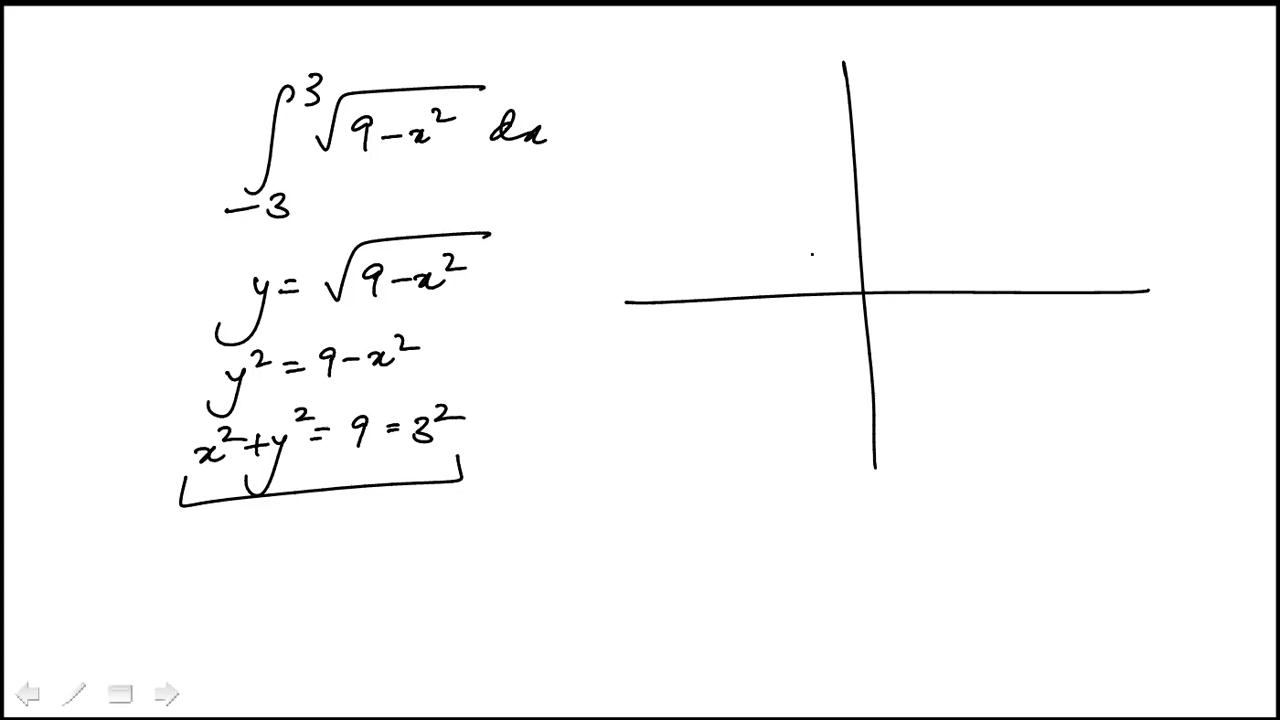 ∫_{-3}^{3} √(9-x²) dx
y = √(9-x²)
y² = 9-x²
x²+y² = 9 = 3²